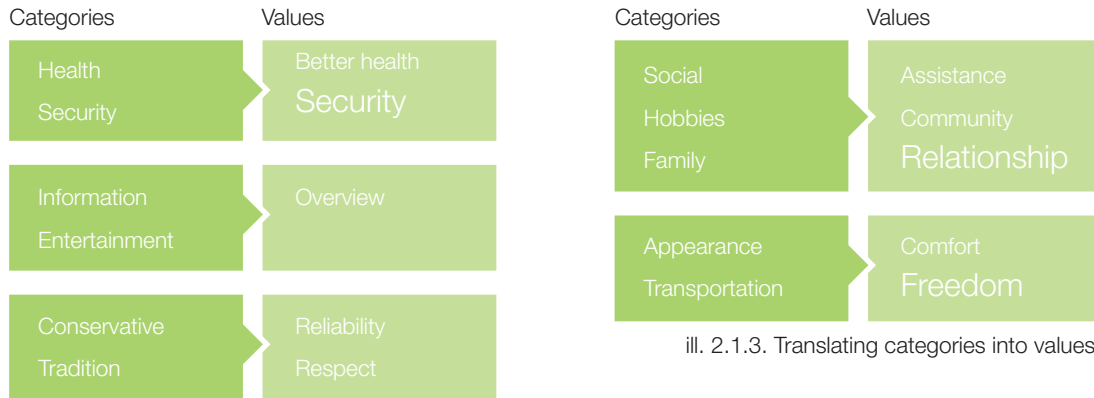 Categories
Values
Health
Security
Better health
Security
Information
Entertainment
Overview
Conservative
Tradition
Reliability
Respect
Categories
Values
Social
Hobbies
Family
Assistance
Community
Relationship
Appearance
Transportation
Comfort
Freedom
ill. 2.1.3. Translating categories into values